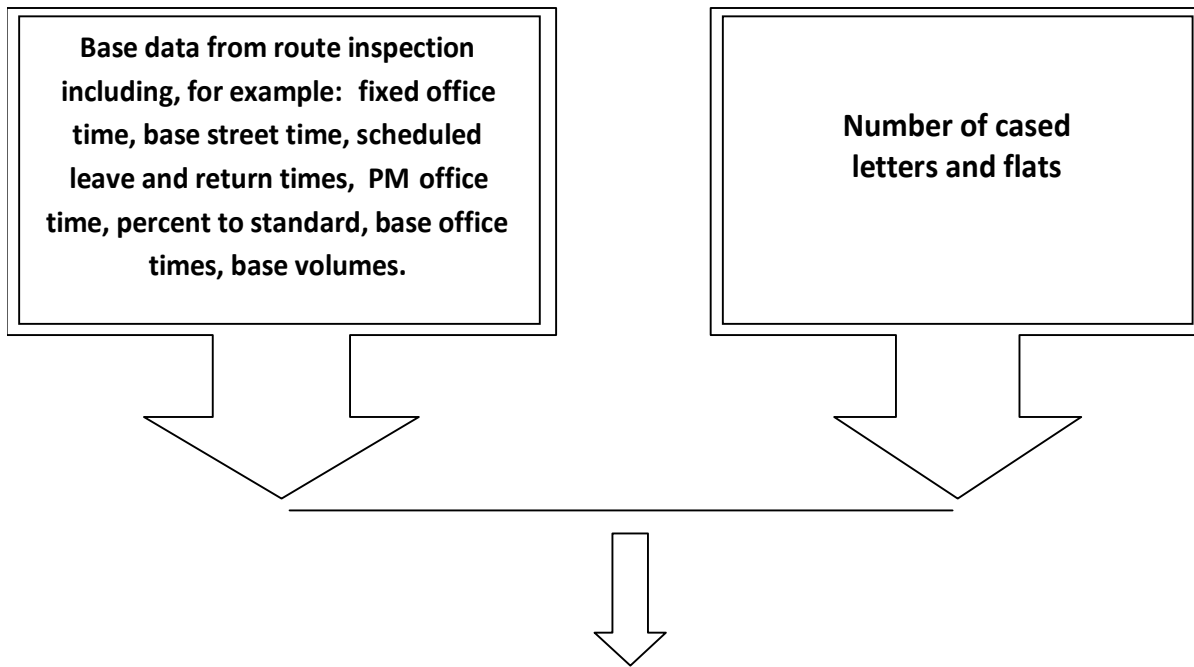 Base data from route inspection
including, for example: fixed office
time, base street time, scheduled
leave and return times, PM office
time, percent to standard, base office
times, base volumes.
Number of cased
letters and flats